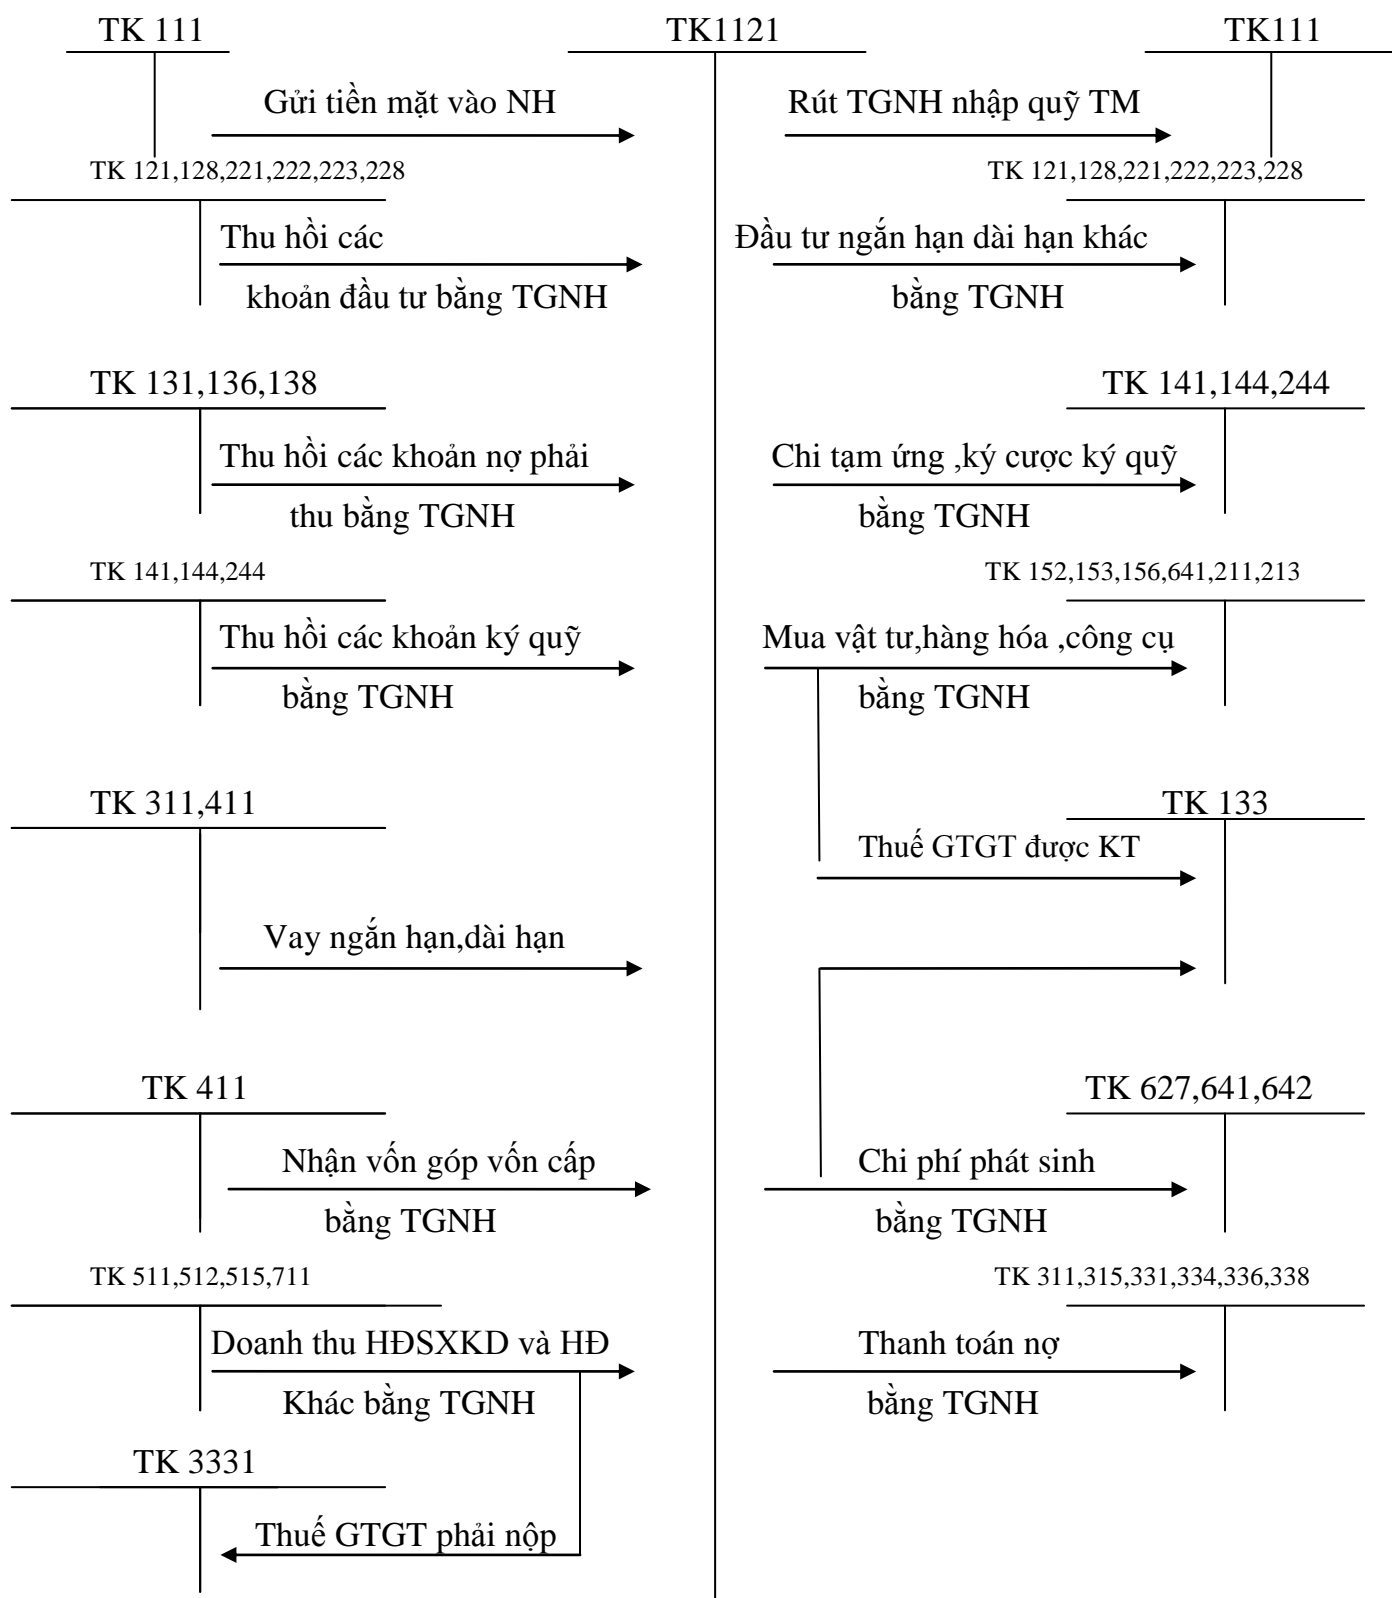 TK 111
TK1121
TK111
Gửi tiền mặt vào NH
Rút TGNH nhập quỹ TM
TK 121,128,221,222,223,228
TK 121,128,221,222,223,228
Thu hồi các
Đầu tư ngắn hạn dài hạn khác
khoản đầu tư bằng TGNH
bằng TGNH
TK 131,136,138
TK 141,144,244
Thu hồi các khoản nợ phải
Chi tạm ứng ,ký cược ký quỹ
thu bằng TGNH
bằng TGNH
TK 141,144,244
TK 152,153,156,641,211,213
Thu hồi các khoản ký quỹ
Mua vật tư,hàng hóa ,công cụ
bằng TGNH
bằng TGNH
TK 311,411
TK 133
Thuế GTGT được KT
Vay ngắn hạn,dài hạn
TK 411
TK 627,641,642
Nhận vốn góp vốn cấp
Chi phí phát sinh
bằng TGNH
bằng TGNH
TK 511,512,515,711
TK 311,315,331,334,336,338
Doanh thu HĐSXKD và HĐ
Thanh toán nợ
Khác bằng TGNH
bằng TGNH
TK 3331
Thuế GTGT phải nộp